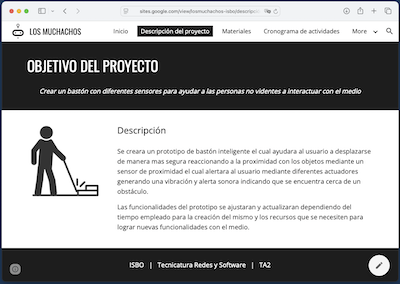 sites.google.com/view/losmuchachos-isbo/descripc
LOS MUCHACHOS
Inicio
Descripción del proyecto
Materiales
Cronograma de actividades
More
OBJETIVO DEL PROYECTO
Crear un bastón con diferentes sensores para ayudar a las personas no videntes a interactuar con el medio
Descripción
Se creara un prototipo de bastón inteligente el cual ayudara al usuario a desplazarse
de manera mas segura reaccionando a la proximidad con los objetos mediante un
sensor de proximidad el cual alertara al usuario mediante diferentes actuadores
generando una vibración y alerta sonora indicando que se encuentra cerca de un
obstáculo.
Las funcionalidades del prototipo se ajustaran y actualizaran dependiendo del
tiempo empleado para la creación del mismo y los recursos que se necesiten para
lograr nuevas funcionalidades con el medio.
ISBO | Tecnicatura Redes y Software | TA2